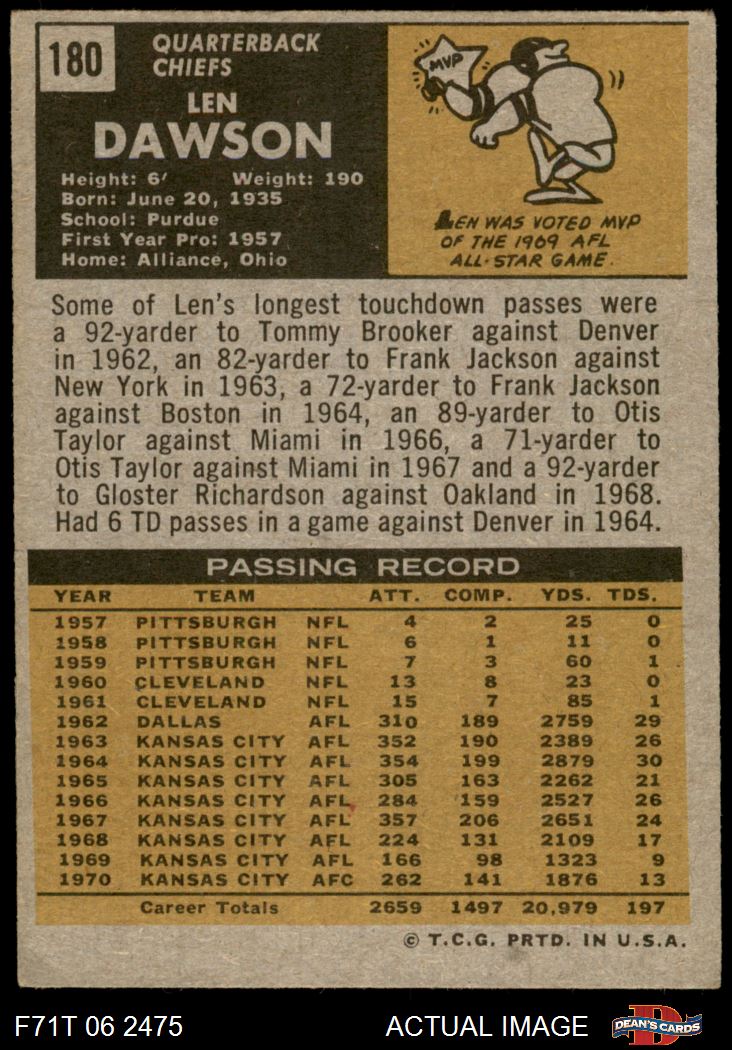 180
QUARTERBACK
CHIEFS
LEN
DAWSON
Height: 6' Weight: 190
Born: June 20, 1935
School: Purdue
First Year Pro: 1957
Home: Alliance, Ohio
MVP
LEN WAS VOTED MVP
OF THE 1969 AFL
ALL-STAR GAME.
Some of Len's longest touchdown passes were
a 92-yarder to Tommy Brooker against Denver
in 1962, an 82-yarder to Frank Jackson against
New York in 1963, a 72-yarder to Frank Jackson
against Boston in 1964, an 89-yarder to Otis
Taylor against Miami in 1966, a 71-yarder to
Otis Taylor against Miami in 1967 and a 92-yarder
to Gloster Richardson against Oakland in 1968.
Had 6 TD passes in a game against Denver in 1964.
PASSING RECORD
YEAR TEAM ATT. COMP. YDS. TDS.
1957 PITTSBURGH NFL 4 2 25 0
1958 PITTSBURGH NFL 6 1 11 0
1959 PITTSBURGH NFL 7 3 60 1
1960 CLEVELAND NFL 13 8 23 0
1961 CLEVELAND NFL 15 7 85 1
1962 DALLAS AFL 310 189 2759 29
1963 KANSAS CITY AFL 352 190 2389 26
1964 KANSAS CITY AFL 354 199 2879 30
1965 KANSAS CITY AFL 305 163 2262 21
1966 KANSAS CITY AFL 284 159 2527 26
1967 KANSAS CITY AFL 357 206 2651 24
1968 KANSAS CITY AFL 224 131 2109 17
1969 KANSAS CITY AFL 166 98 1323 9
1970 KANSAS CITY AFC 262 141 1876 13
Career Totals 2659 1497 20,979 197
© T.C.G. PRTD. IN U.S.A.
F71T 06 2475 ACTUAL IMAGE
D
DEAN'S CARDS